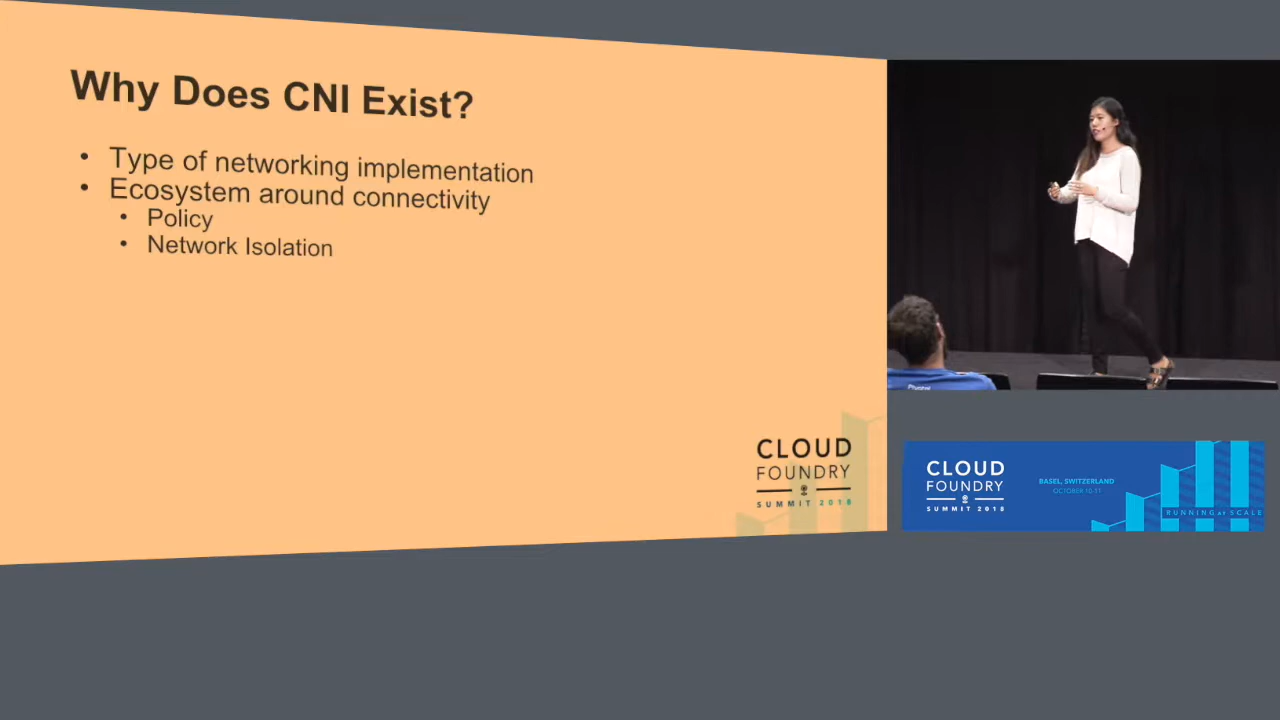 Why Does CNI Exist?
• Type of networking implementation
• Ecosystem around connectivity
• Policy
• Network Isolation
CLOUD
FOUNDRY
SUMMIT 2018
Pivotal
CLOUD
FOUNDRY
SUMMIT 2018
BASEL, SWITZERLAND
OCTOBER 10-11
RUNNING AT SCALE